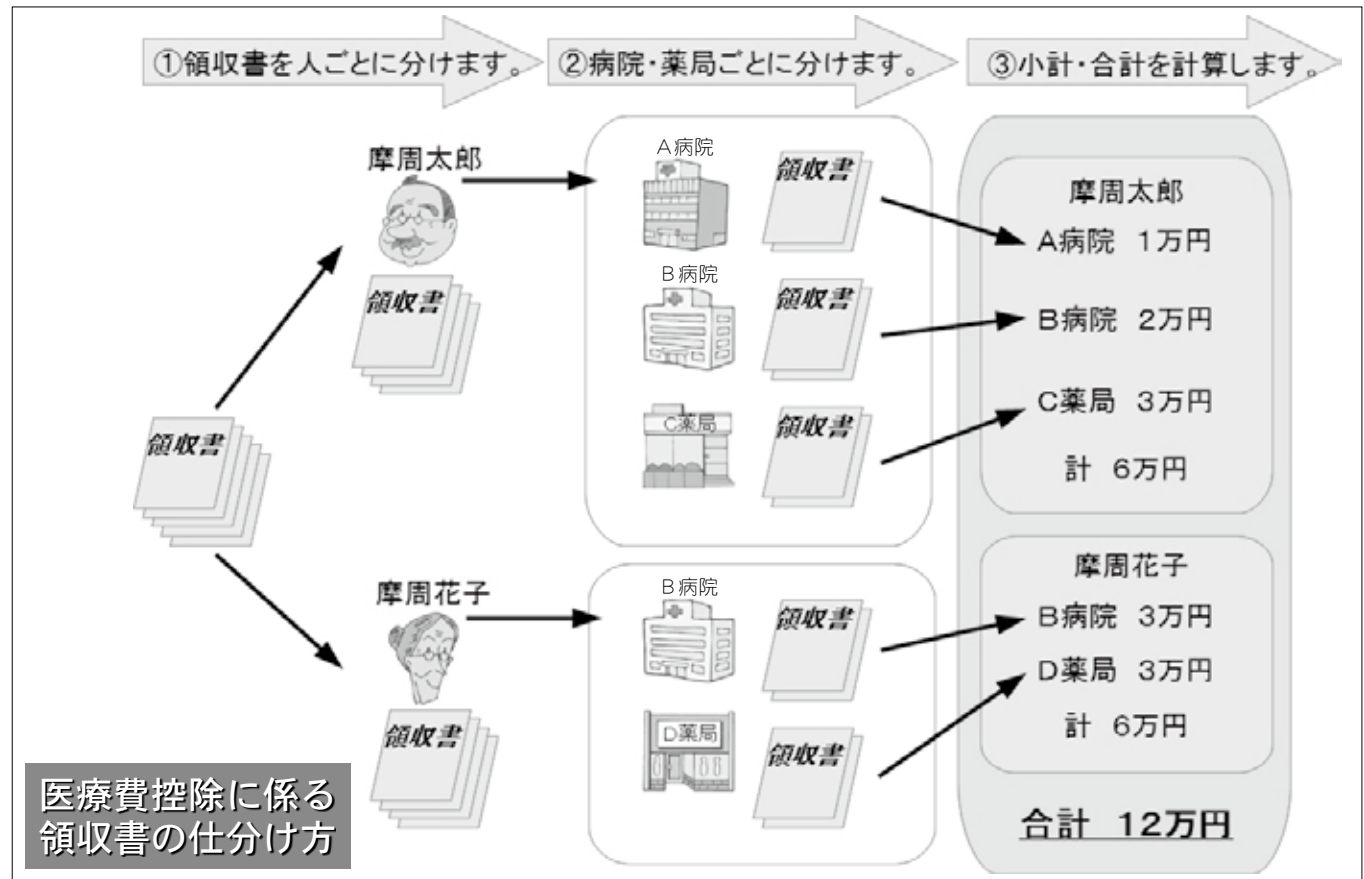 ①領収書を人ごとに分けます。
②病院・薬局ごとに分けます。
③小計・合計を計算します。
領収書
摩周太郎
領収書
A病院
領収書
B病院
領収書
C薬局
領収書
摩周太郎
A病院 1万円
B病院 2万円
C薬局 3万円
計 6万円
摩周花子
領収書
B病院
領収書
D薬局
領収書
摩周花子
B病院 3万円
D薬局 3万円
計 6万円
合計 12万円
医療費控除に係る
領収書の仕分け方